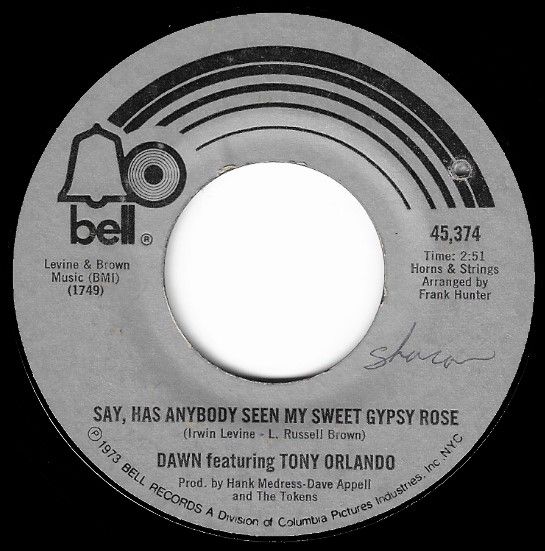 bell ®
Levine & Brown
Music (BMI)
(1749)
45,374
Time: 2:51
Horns & Strings
Arranged by
Frank Hunter
sharon
SAY, HAS ANYBODY SEEN MY SWEET GYPSY ROSE
(Irwin Levine - L. Russell Brown)
DAWN featuring TONY ORLANDO
Prod. by Hank Medress-Dave Appell
and The Tokens
℗ 1973 BELL RECORDS A Division of Columbia Pictures Industries, Inc. NYC